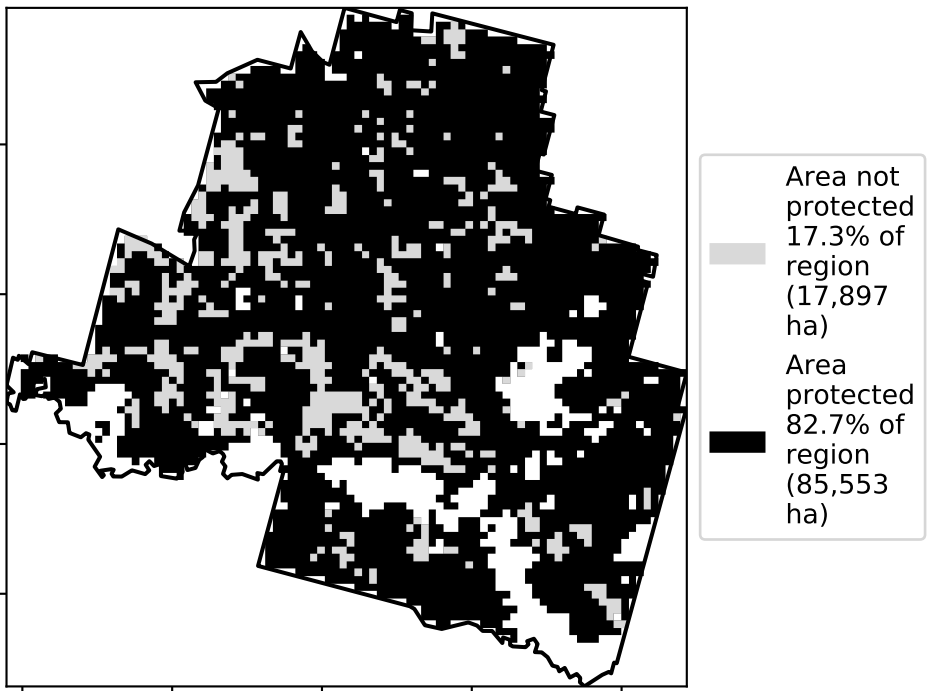 Area not
protected
17.3% of
region
(17,897
ha)
Area
protected
82.7% of
region
(85,553
ha)